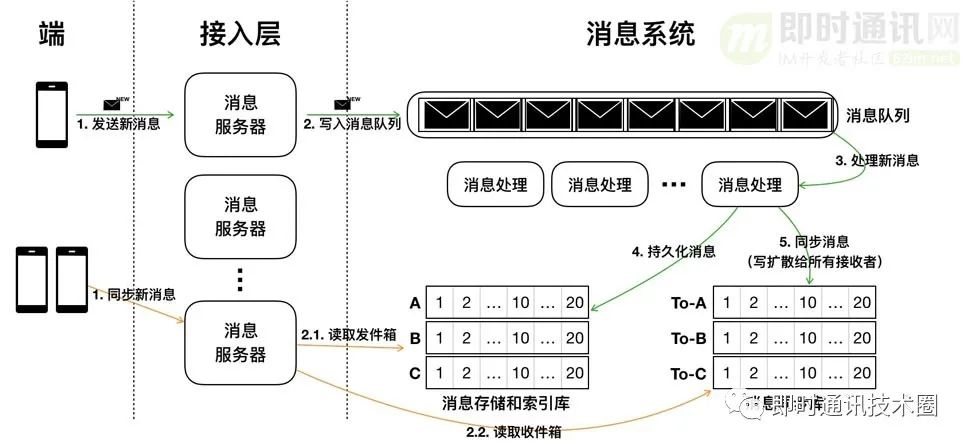 端
接入层
消息系统
即时通讯网
IM开发者社区 52im.net
NEW
1. 发送新消息
消息
服务器
NEW
2. 写入消息队列
消息队列
3. 处理新消息
消息处理
消息处理
•••
消息处理
消息
服务器
4. 持久化消息
5. 同步消息
(写扩散给所有接收者)
1. 同步新消息
消息
服务器
2.1. 读取发件箱
A 1 2 ... 10 ... 20
B 1 2 ... 10 ... 20
C 1 2 ... 10 ... 20
消息存储和索引库
To-A 1 2 ... 10 ... 20
To-B 1 2 ... 10 ... 20
To-C 1 2 ... 10 ... 20
即时通讯技术圈
2.2. 读取收件箱